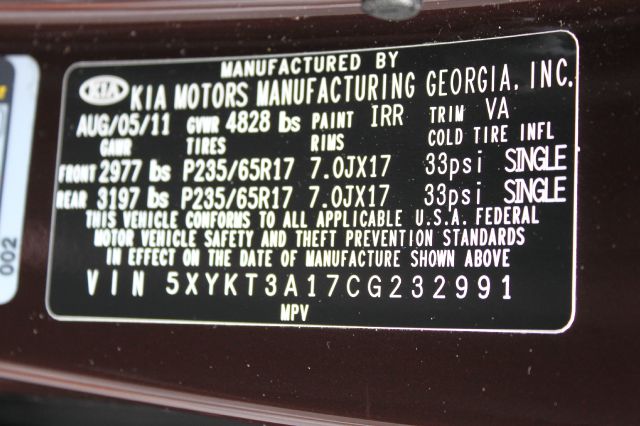 MANUFACTURED BY
KIA KIA MOTORS MANUFACTURING GEORGIA, INC.
AUG/05/11 GVWR 4828 lbs PAINT IRR TRIM VA
GAWR TIRES RIMS COLD TIRE INFL
FRONT 2977 lbs P235/65R17 7.0JX17 33psi SINGLE
REAR 3197 lbs P235/65R17 7.0JX17 33psi SINGLE
THIS VEHICLE CONFORMS TO ALL APPLICABLE U.S.A. FEDERAL
MOTOR VEHICLE SAFETY AND THEFT PREVENTION STANDARDS
IN EFFECT ON THE DATE OF MANUFACTURE SHOWN ABOVE
VIN 5XYKT3A17CG232991
MPV
002